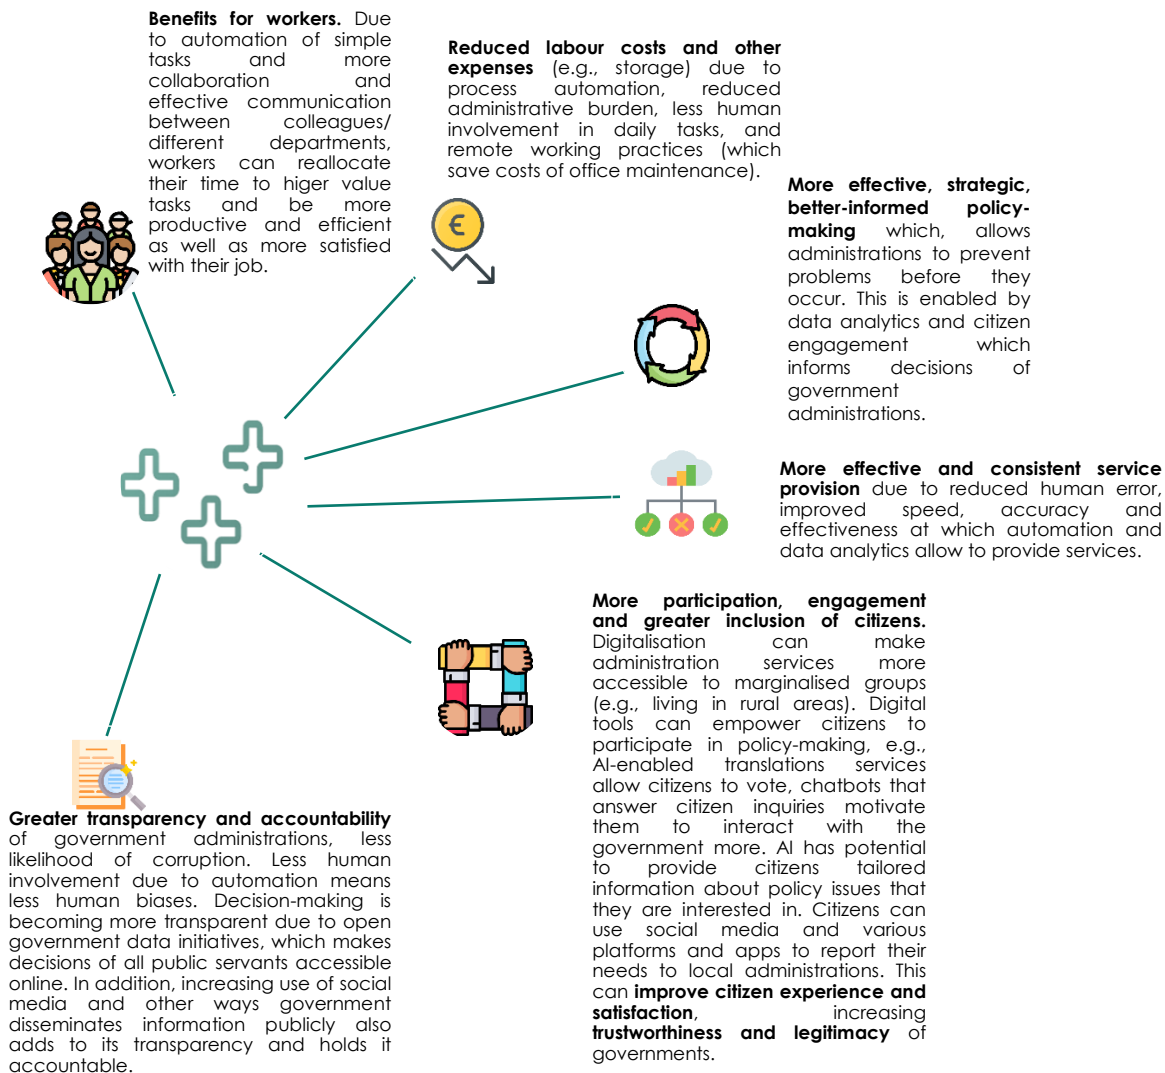 Benefits for workers. Due
to automation of simple
tasks and more
collaboration and
effective communication
between colleagues/
different departments,
workers can reallocate
their time to higer value
tasks and be more
productive and efficient
as well as more satisfied
with their job.
Reduced labour costs and other
expenses (e.g., storage) due to
process automation, reduced
administrative burden, less human
involvement in daily tasks, and
remote working practices (which
save costs of office maintenance).
More effective, strategic,
better-informed policy-
making which, allows
administrations to prevent
problems before they
occur. This is enabled by
data analytics and citizen
engagement which
informs decisions of
government
administrations.
More effective and consistent service
provision due to reduced human error,
improved speed, accuracy and
effectiveness at which automation and
data analytics allow to provide services.
More participation, engagement
and greater inclusion of citizens.
Digitalisation can make
administration services more
accessible to marginalised groups
(e.g., living in rural areas). Digital
tools can empower citizens to
participate in policy-making, e.g.,
AI-enabled translations services
allow citizens to vote, chatbots that
answer citizen inquiries motivate
them to interact with the
government more. AI has potential
to provide citizens tailored
information about policy issues that
they are interested in. Citizens can
use social media and various
platforms and apps to report their
needs to local administrations. This
can improve citizen experience and
satisfaction, increasing
trustworthiness and legitimacy of
governments.
Greater transparency and accountability
of government administrations, less
likelihood of corruption. Less human
involvement due to automation means
less human biases. Decision-making is
becoming more transparent due to open
government data initiatives, which makes
decisions of all public servants accessible
online. In addition, increasing use of social
media and other ways government
disseminates information publicly also
adds to its transparency and holds it
accountable.